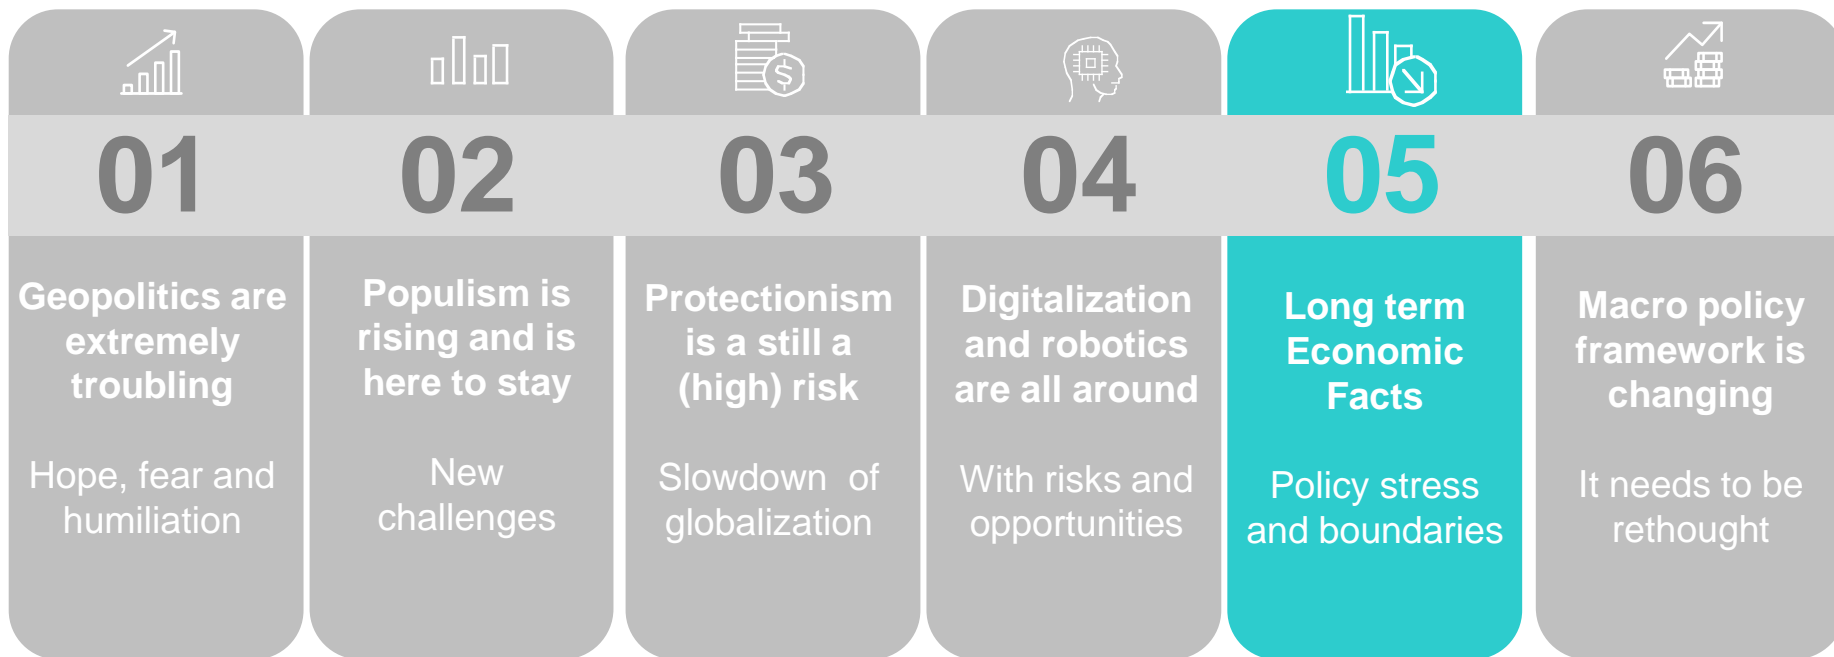 01
Geopolitics are
extremely
troubling
Hope, fear and
humiliation
02
Populism is
rising and is
here to stay
New
challenges
03
Protectionism
is a still a
(high) risk
Slowdown of
globalization
04
Digitalization
and robotics
are all around
With risks and
opportunities
05
Long term
Economic
Facts
Policy stress
and boundaries
06
Macro policy
framework is
changing
It needs to be
rethought